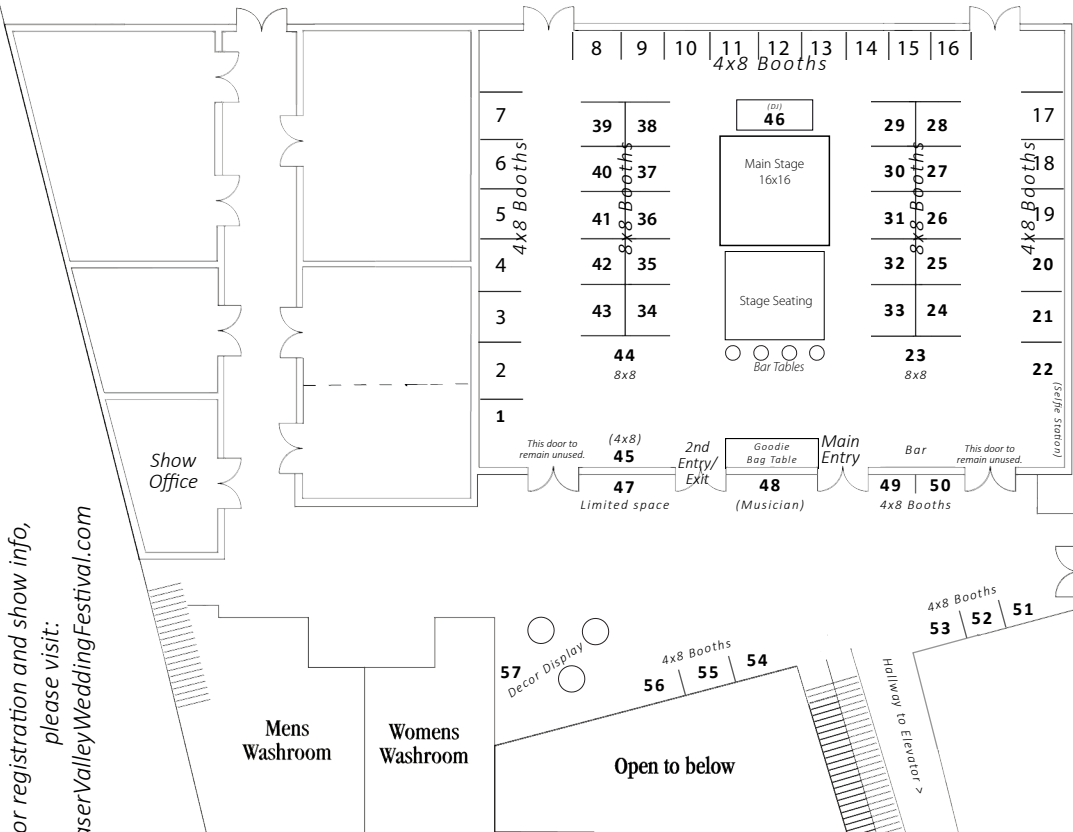 8 9 10 11 12 13 14 15 16
4x8 Booths
7
6
5
4
3
2
1
4x8 Booths
39 38
40 37
41 36
42 35
43 34
8x8 Booths
44
8x8
(DJ)
46
Main Stage
16x16
Stage Seating
Bar Tables
29 28
30 27
31 26
32 25
33 24
8x8 Booths
23
8x8
17
18
19
20
21
22
4x8 Booths
(Selfie Station)
This door to
remain unused.
(4x8)
45
47
Limited space
2nd
Entry/
Exit
Goodie
Bag Table
48
(Musician)
Main
Entry
Bar
49 50
4x8 Booths
This door to
remain unused.
Show
Office
or registration and show info,
please visit:
aserValleyWeddingFestival.com
Mens
Washroom
Womens
Washroom
57
Decor Display
4x8 Booths
56 55 54
Open to below
Hallway to Elevator >
4x8 Booths
53 52 51